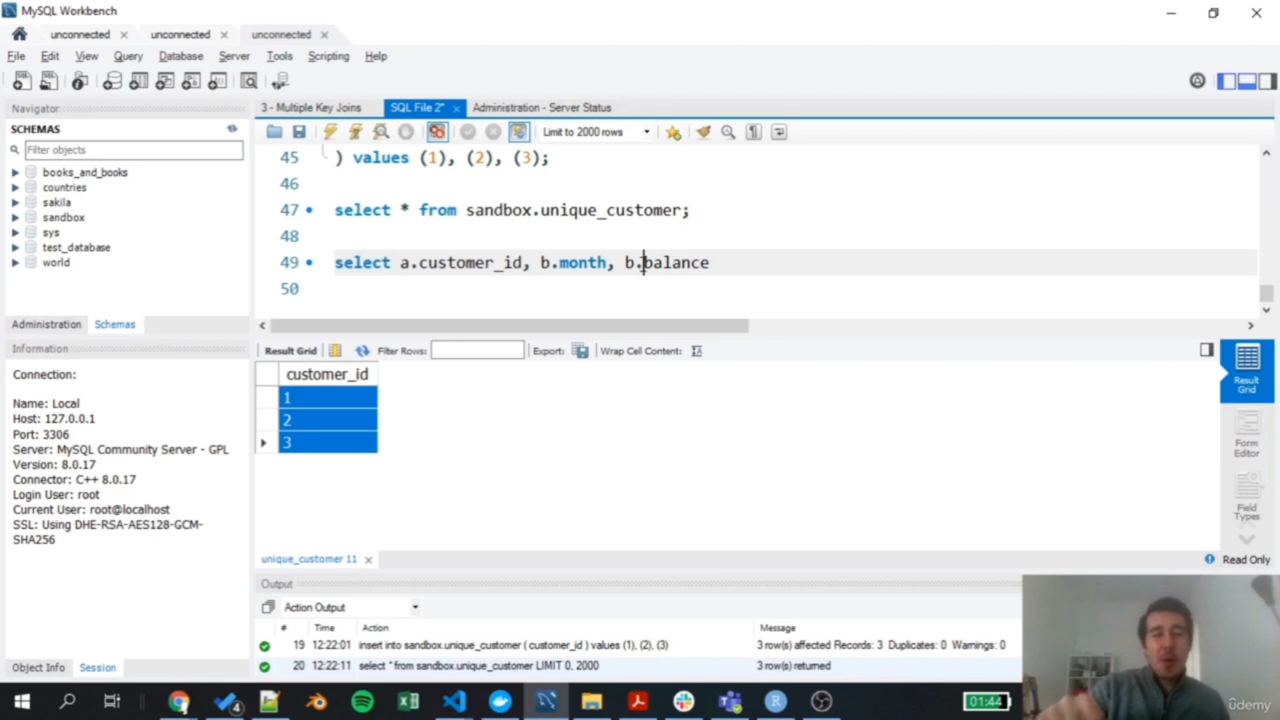 MySQL Workbench
unconnected unconnected unconnected
File Edit View Query Database Server Tools Scripting Help
Navigator
3 - Multiple Key Joins SQL File 2* Administration - Server Status
SCHEMAS
Limit to 2000 rows
Filter objects
books_and_books
countries
sakila
sandbox
sys
test_database
world
45 ) values (1), (2), (3);
46
47 select * from sandbox.unique_customer;
48
49 select a.customer_id, b.month, b.balance
50
Administration Schemas
Information
Connection:
Name: Local
Host: 127.0.0.1
Port: 3306
Server: MySQL Community Server - GPL
Version: 8.0.17
Connector: C++ 8.0.17
Login User: root
Current User: root@localhost
SSL: Using DHE-RSA-AES128-GCM-
SHA256
Result Grid Filter Rows: Export: Wrap Cell Content:
customer_id
1
2
3
Result
Grid
Form
Editor
Field
Types
unique_customer 11
Read Only
Output
Action Output
# Time Action Message
19 12:22:01 insert into sandbox.unique_customer ( customer_id ) values (1), (2), (3) 3 row(s) affected Records: 3 Duplicates: 0 Warnings: 0
20 12:22:11 select * from sandbox.unique_customer LIMIT 0, 2000 3 row(s) returned
Object Info Session
4
01:44
ûdemy